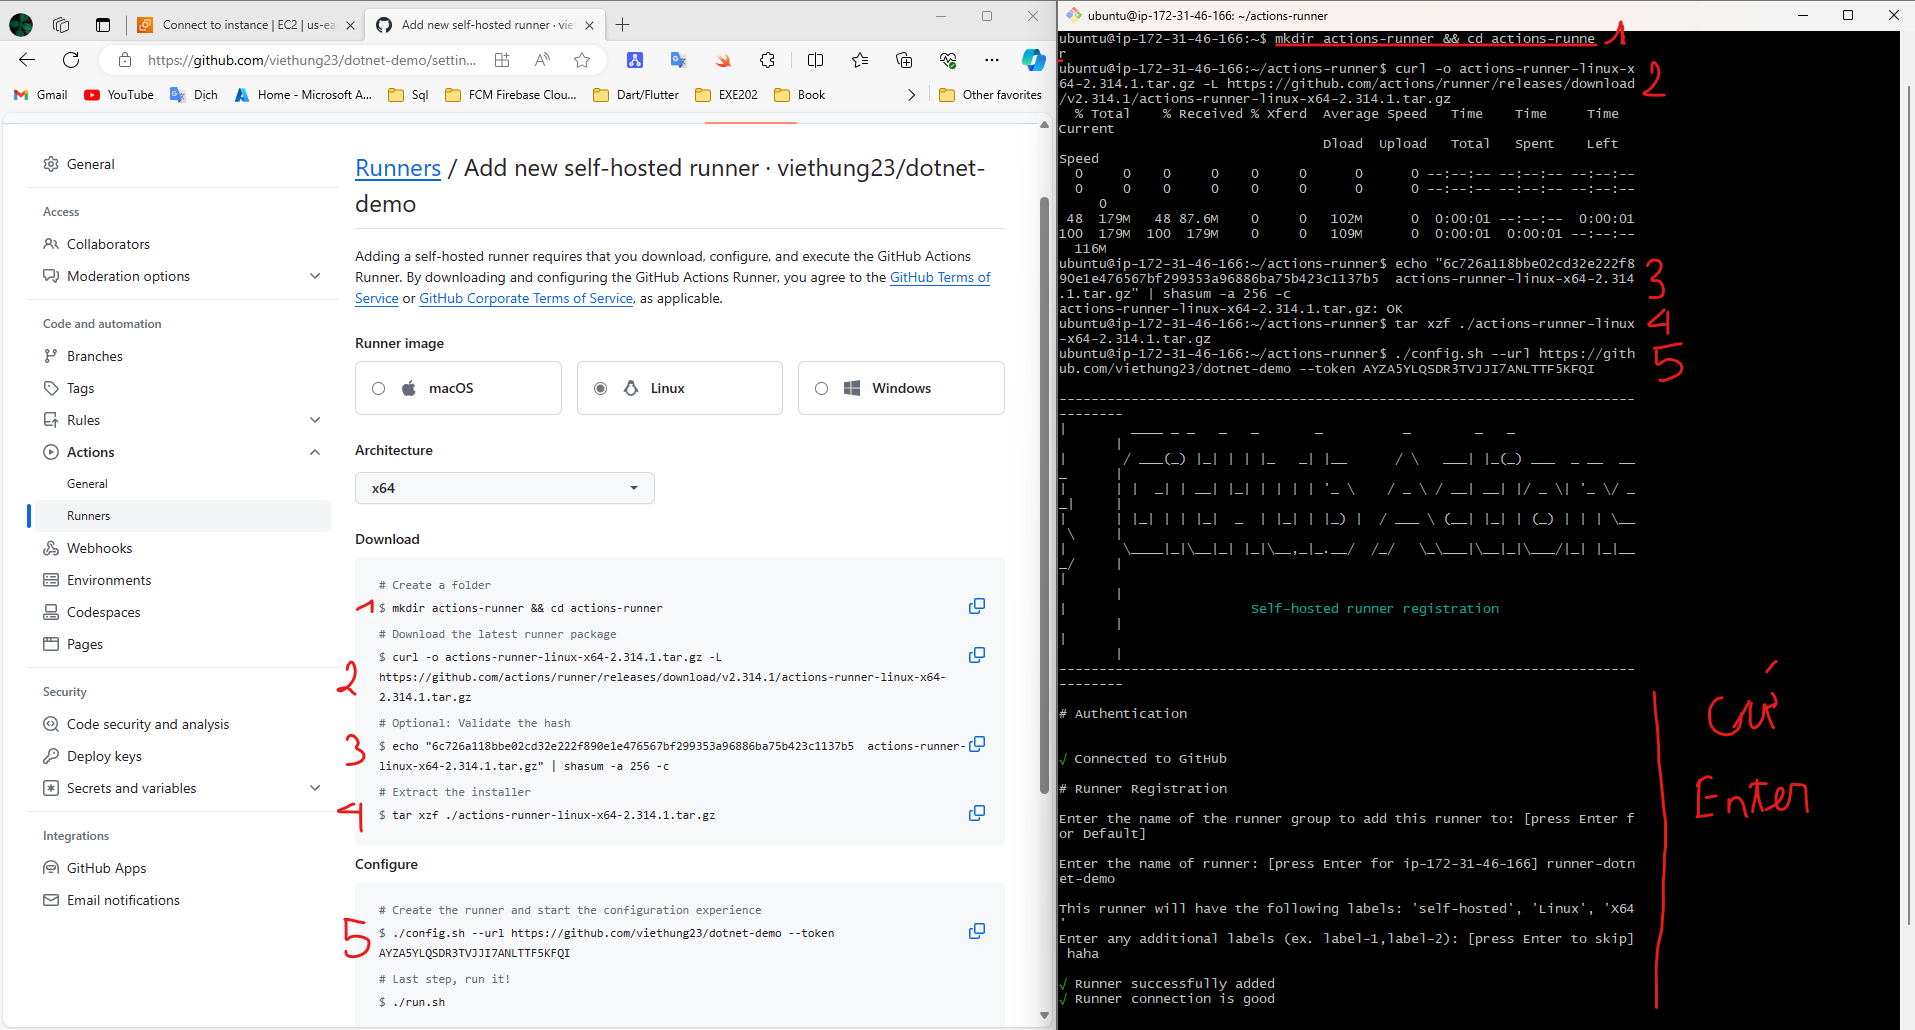 Connect to instance | EC2 | us-ea
Add new self-hosted runner · vie
https://github.com/viethung23/dotnet-demo/settin...
Gmail
YouTube
Dịch
Home - Microsoft A...
Sql
FCM Firebase Clou...
Dart/Flutter
EXE202
Book
Other favorites
General
Access
Collaborators
Moderation options
Code and automation
Branches
Tags
Rules
Actions
General
Runners
Webhooks
Environments
Codespaces
Pages
Security
Code security and analysis
Deploy keys
Secrets and variables
Integrations
GitHub Apps
Email notifications
Runners / Add new self-hosted runner · viethung23/dotnet-
demo
Adding a self-hosted runner requires that you download, configure, and execute the GitHub Actions
Runner. By downloading and configuring the GitHub Actions Runner, you agree to the GitHub Terms of
Service or GitHub Corporate Terms of Service, as applicable.
Runner image
macOS
Linux
Windows
Architecture
x64
Download
# Create a folder
1 $ mkdir actions-runner && cd actions-runner
# Download the latest runner package
$ curl -o actions-runner-linux-x64-2.314.1.tar.gz -L
2 https://github.com/actions/runner/releases/download/v2.314.1/actions-runner-linux-x64-
2.314.1.tar.gz
# Optional: Validate the hash
3 $ echo "6c726a118bbe02cd32e222f890e1e476567bf299353a96886ba75b423c1137b5  actions-runner-
linux-x64-2.314.1.tar.gz" | shasum -a 256 -c
# Extract the installer
4 $ tar xzf ./actions-runner-linux-x64-2.314.1.tar.gz
Configure
# Create the runner and start the configuration experience
5 $ ./config.sh --url https://github.com/viethung23/dotnet-demo --token
AYZA5YLQSDR3TVJJI7ANLTTF5KFQI
# Last step, run it!
$ ./run.sh
ubuntu@ip-172-31-46-166: ~/actions-runner
ubuntu@ip-172-31-46-166:~$ mkdir actions-runner && cd actions-runne 1
r
ubuntu@ip-172-31-46-166:~/actions-runner$ curl -o actions-runner-linux-x
64-2.314.1.tar.gz -L https://github.com/actions/runner/releases/download 2
/v2.314.1/actions-runner-linux-x64-2.314.1.tar.gz
% Total % Received % Xferd Average Speed Time Time Time
Current
Dload Upload Total Spent Left
Speed
0 0 0 0 0 0 0 0 --:--:-- --:--:-- --:--:--
0 0 0 0 0 0 0 0 --:--:-- --:--:-- --:--:--
0
48 179M 48 87.6M 0 0 102M 0 0:00:01 --:--:-- 0:00:01
100 179M 100 179M 0 0 109M 0 0:00:01 0:00:01 --:--:--
116M
ubuntu@ip-172-31-46-166:~/actions-runner$ echo "6c726a118bbe02cd32e222f8
90e1e476567bf299353a96886ba75b423c1137b5  actions-runner-linux-x64-2.314 3
.1.tar.gz" | shasum -a 256 -c
actions-runner-linux-x64-2.314.1.tar.gz: OK
ubuntu@ip-172-31-46-166:~/actions-runner$ tar xzf ./actions-runner-linux 4
-x64-2.314.1.tar.gz
ubuntu@ip-172-31-46-166:~/actions-runner$ ./config.sh --url https://gith 5
ub.com/viethung23/dotnet-demo --token AYZA5YLQSDR3TVJJI7ANLTTF5KFQI
Self-hosted runner registration
# Authentication
√ Connected to GitHub
# Runner Registration
Enter the name of the runner group to add this runner to: [press Enter f
or Default]
Enter the name of runner: [press Enter for ip-172-31-46-166] runner-dotn
et-demo
This runner will have the following labels: 'self-hosted', 'Linux', 'X64
'
Enter any additional labels (ex. label-1,label-2): [press Enter to skip]
haha
√ Runner successfully added
√ Runner connection is good
Cứ
Enter